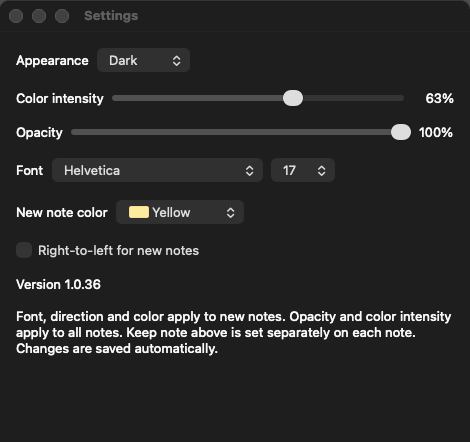 Settings
Appearance Dark
Color intensity 63%
Opacity 100%
Font Helvetica 17
New note color Yellow
Right-to-left for new notes
Version 1.0.36
Font, direction and color apply to new notes. Opacity and color intensity
apply to all notes. Keep note above is set separately on each note.
Changes are saved automatically.